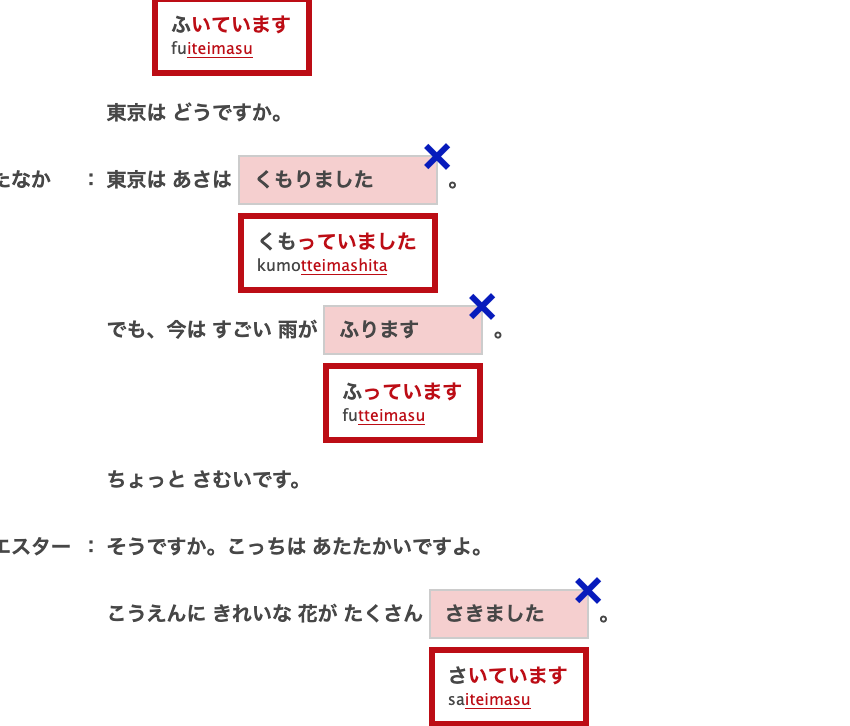 ふいています
fuiteimasu
東京は どうですか。
たなか ： 東京は あさは くもりました 。
くもっていました
kumotteimashita
でも、今は すごい 雨が ふります 。
ふっています
futteimasu
ちょっと さむいです。
エスター ： そうですか。こっちは あたたかいですよ。
こうえんに きれいな 花が たくさん さきました 。
さいています
saiteimasu